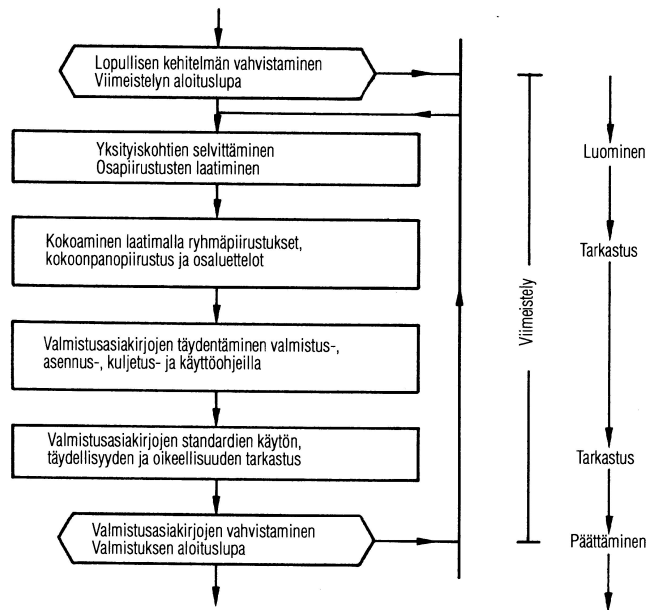 Lopullisen kehitelmän vahvistaminen
Viimeistelyn aloituslupa
Yksityiskohtien selvittäminen
Osapiirustusten laatiminen
Kokoaminen laatimalla ryhmäpiirustukset,
kokoonpanopiirustus ja osaluettelot
Valmistusasiakirjojen täydentäminen valmistus-,
asennus-, kuljetus- ja käyttöohjeilla
Valmistusasiakirjojen standardien käytön,
täydellisyyden ja oikeellisuuden tarkastus
Valmistusasiakirjojen vahvistaminen
Valmistuksen aloituslupa
Viimeistely
Luominen
Tarkastus
Tarkastus
Päättäminen